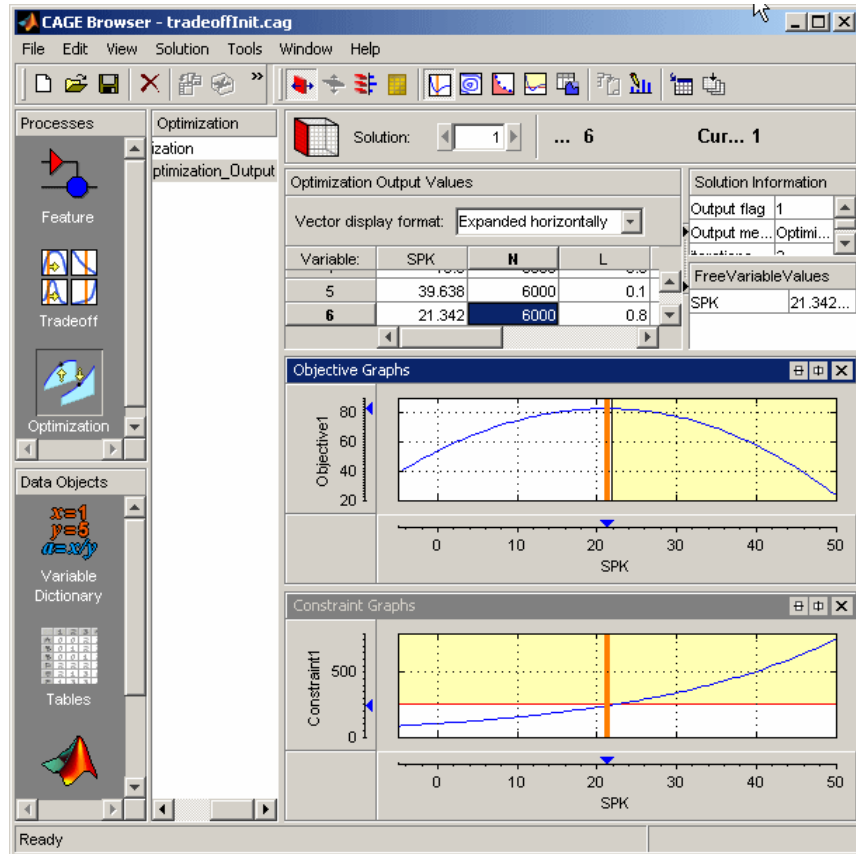 CAGE Browser - tradeoffInit.cag
File Edit View Solution Tools Window Help
Processes
Optimization
ization
ptimization_Output
Feature
Tradeoff
Optimization
Solution: 1 ... 6 Cur... 1
Optimization Output Values
Vector display format: Expanded horizontally
Variable: SPK N L
5 39.638 6000 0.1
6 21.342 6000 0.8
Solution Information
Output flag 1
Output me... Optimi...
FreeVariableValues
SPK 21.342...
Objective Graphs
Objective1
80
60
40
20
0 10 20 30 40 50
SPK
Constraint Graphs
Constraint1
500
0
0 10 20 30 40 50
SPK
Data Objects
x=1
y=5
a=x/y
Variable
Dictionary
Tables
Ready